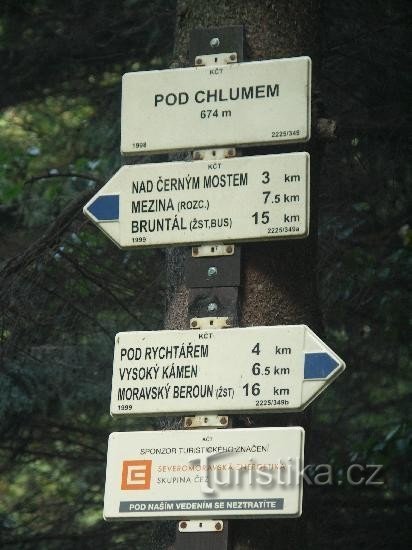 KČT
POD CHLUMEM
674 m
1998 2225/349
KČT
NAD ČERNÝM MOSTEM 3 km
MEZINA (ROZC.) 7.5 km
BRUNTÁL (ŽST,BUS) 15 km
1999 2225/349a
KČT
POD RYCHTÁŘEM 4 km
VYSOKÝ KÁMEN 6.5 km
MORAVSKÝ BEROUN (ŽST) 16 km
1999 2225/349b
KČT
SPONZOR TURISTICKÉHO ZNAČENÍ
SEVEROMORAVSKÁ ENERGETIKA
SKUPINA ČEZ
POD NAŠÍM VEDENÍM SE NEZTRATÍTE
Turistika.cz